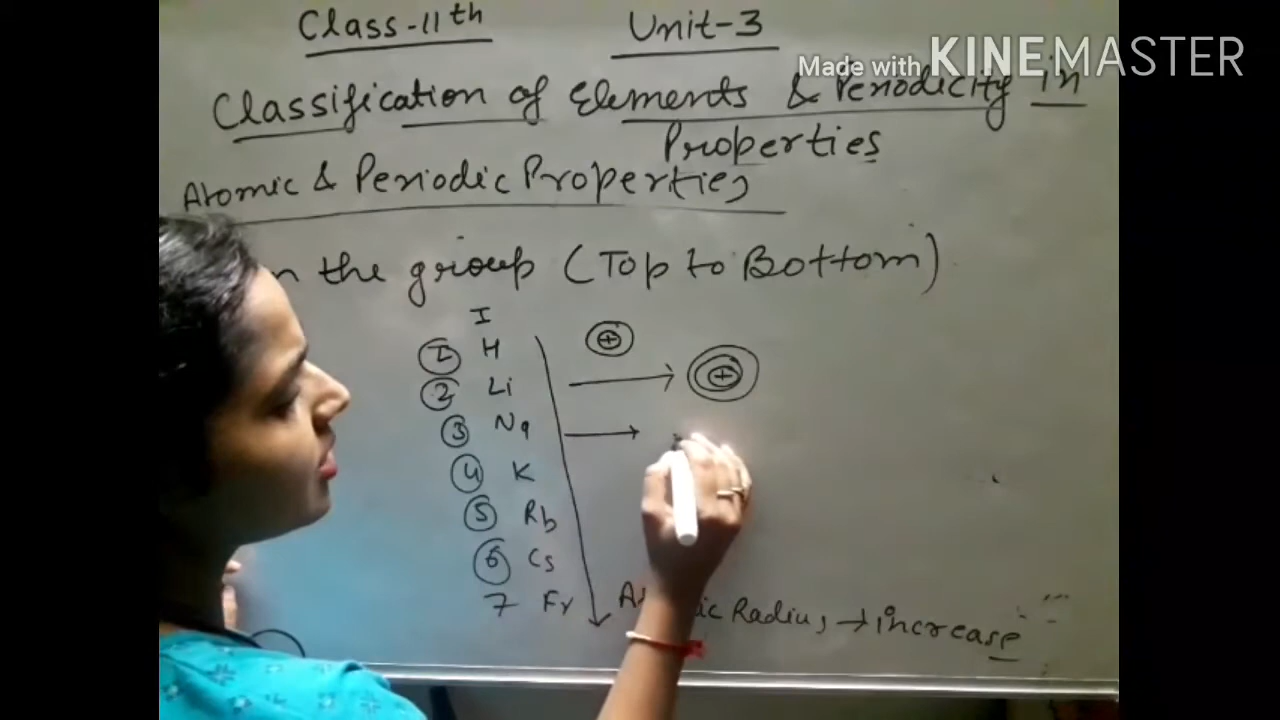 Class-11th Unit-3
Made with KINEMASTER
Classification of Elements & Periodicity in
Properties
Atomic & Periodic Properties
the group (Top to Bottom)
I
1 H
2 Li
3 Na
4 K
5 Rb
6 Cs
7 Fr
Radius → increase